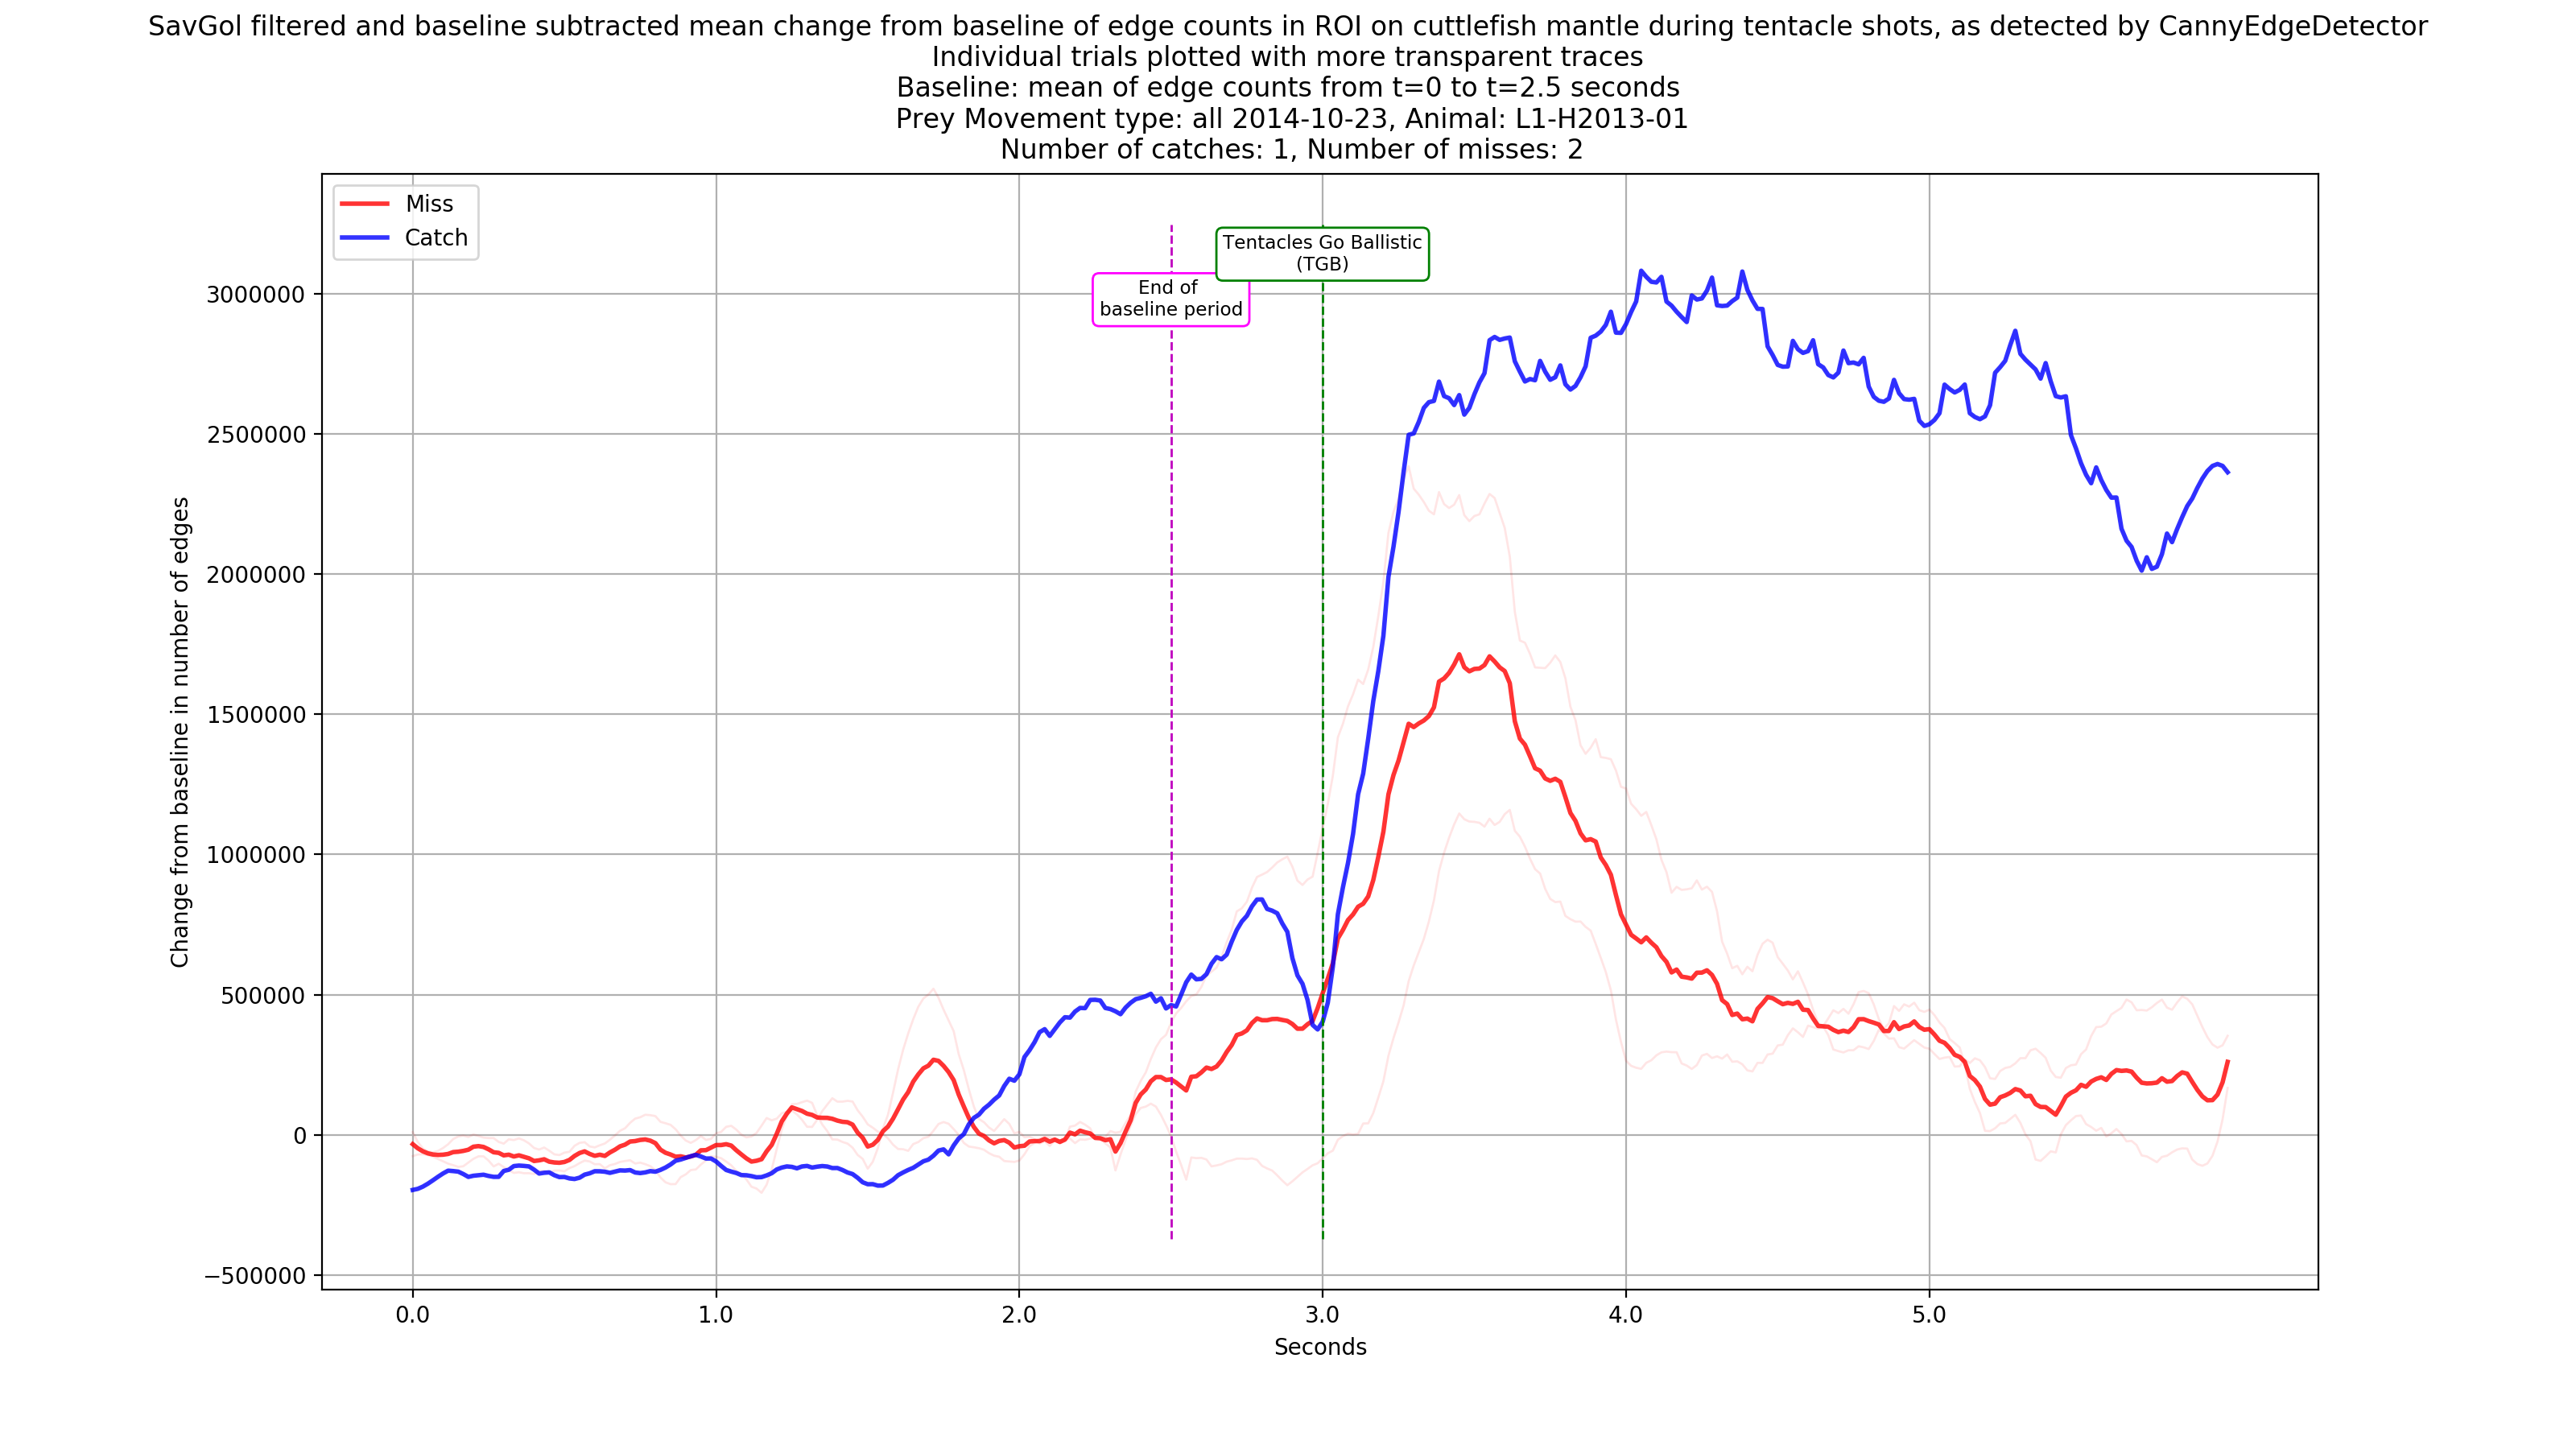 SavGol filtered and baseline subtracted mean change from baseline of edge counts in ROI on cuttlefish mantle during tentacle shots, as detected by CannyEdgeDetector
Individual trials plotted with more transparent traces
Baseline: mean of edge counts from t=0 to t=2.5 seconds
Prey Movement type: all 2014-10-23, Animal: L1-H2013-01
Number of catches: 1, Number of misses: 2
Miss
Catch
Tentacles Go Ballistic
(TGB)
End of
baseline period
3000000
2500000
2000000
1500000
1000000
500000
0
−500000
Change from baseline in number of edges
0.0 1.0 2.0 3.0 4.0 5.0
Seconds